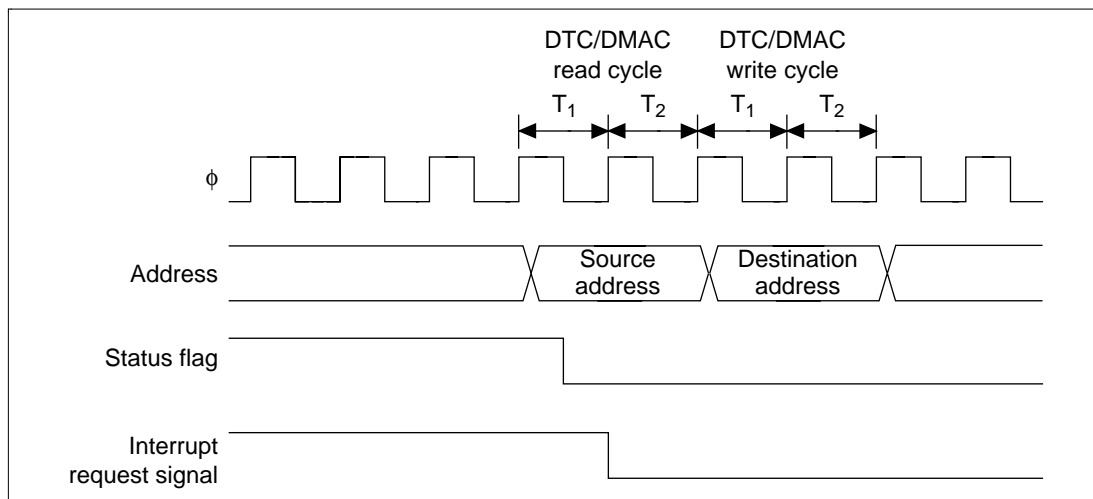 DTC/DMAC
read cycle
DTC/DMAC
write cycle
T1 T2 T1 T2
ϕ
Address
Source
address
Destination
address
Status flag
Interrupt
request signal